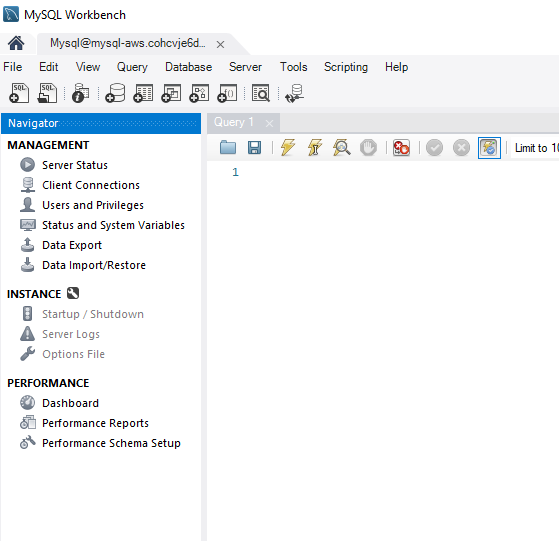 MySQL Workbench
Mysql@mysql-aws.cohcvje6d...
File Edit View Query Database Server Tools Scripting Help
Navigator
Query 1
MANAGEMENT
Server Status
Client Connections
Users and Privileges
Status and System Variables
Data Export
Data Import/Restore
INSTANCE
Startup / Shutdown
Server Logs
Options File
PERFORMANCE
Dashboard
Performance Reports
Performance Schema Setup
Limit to 10
1